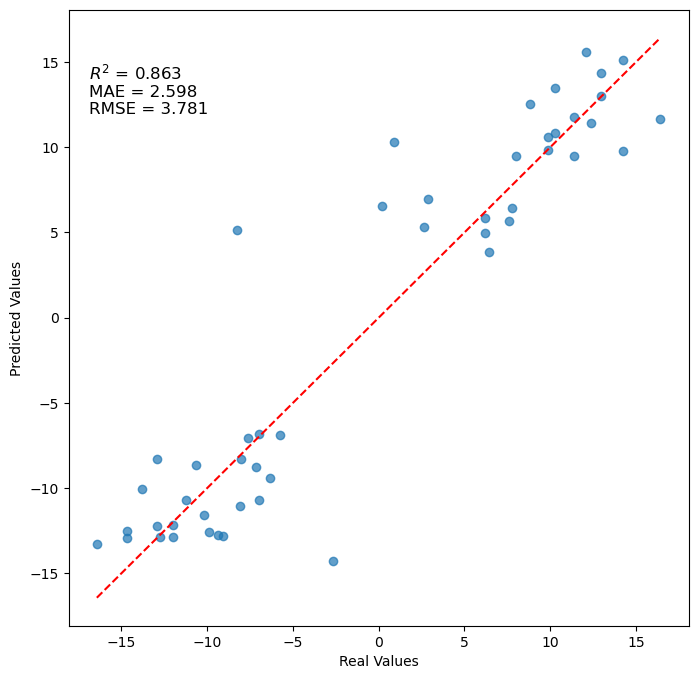 R² = 0.863
MAE = 2.598
RMSE = 3.781
15
10
5
0
−5
−10
−15
Predicted Values
−15
−10
−5
0
5
10
15
Real Values